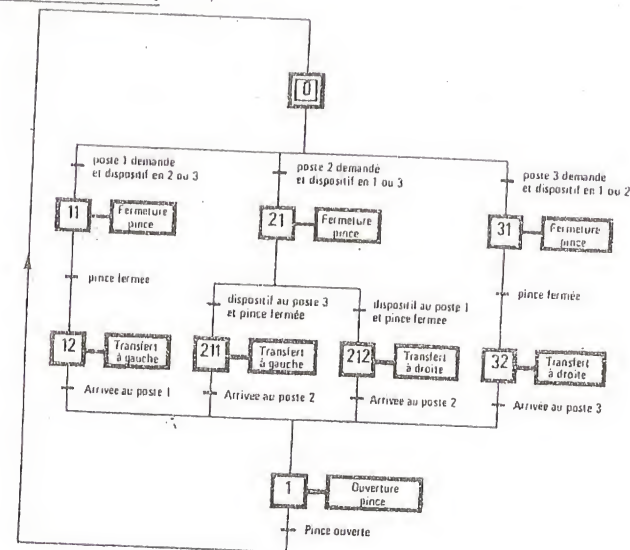 0
poste 1 demandé
et dispositif en 2 ou 3
poste 2 demandé
et dispositif en 1 ou 3
poste 3 demandé
et dispositif en 1 ou 2
11
Fermeture
pince
21
Fermeture
pince
31
Fermeture
pince
pince fermée
dispositif au poste 3
et pince fermée
dispositif au poste 1
et pince fermée
pince fermée
12
Transfert
à gauche
211
Transfert
à gauche
212
Transfert
à droite
32
Transfert
à droite
Arrivée au poste 1
Arrivée au poste 2
Arrivée au poste 2
Arrivée au poste 3
1
Ouverture
pince
Pince ouverte